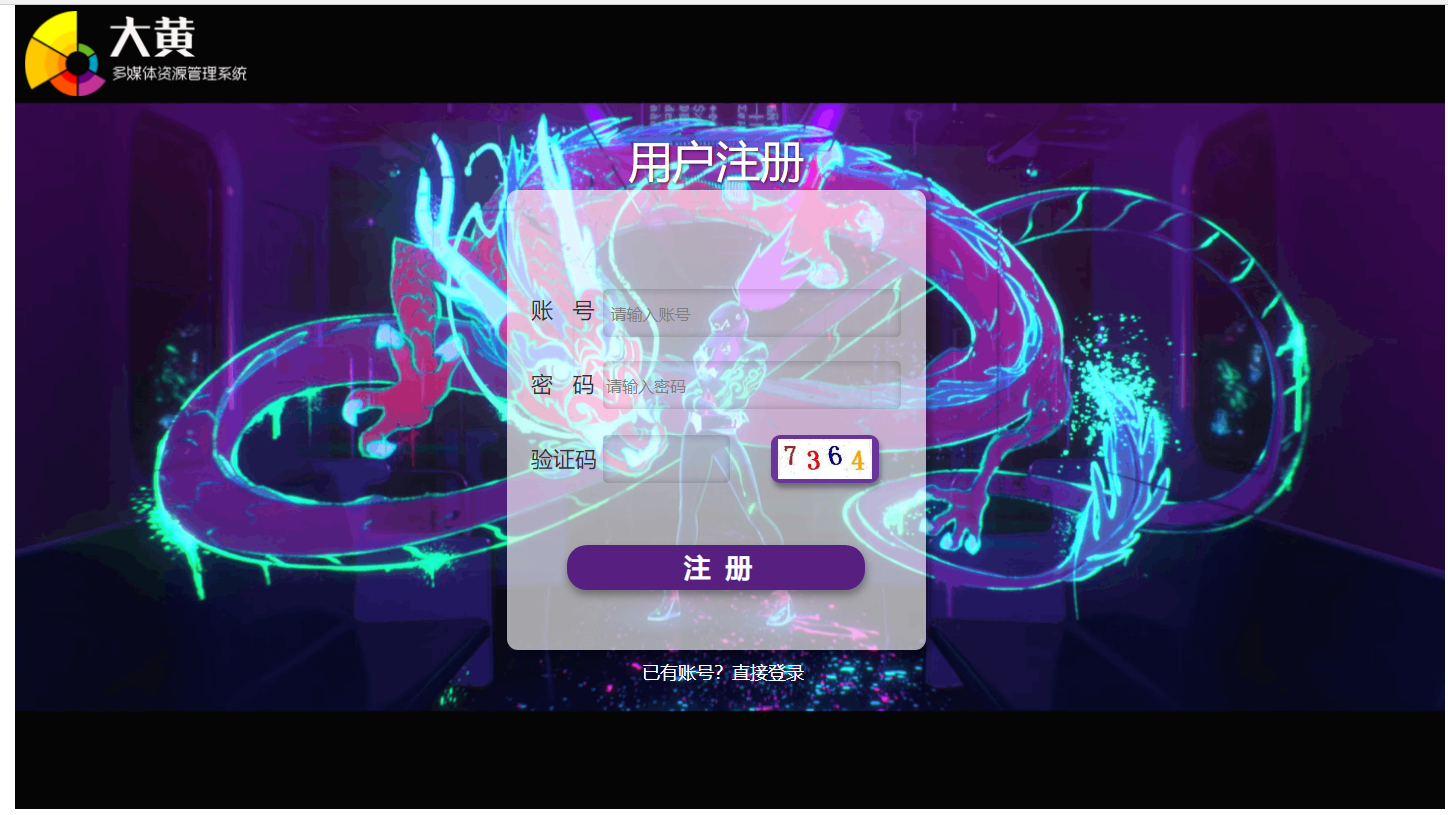 大黄
多媒体资源管理系统
用户注册
账 号 请输入账号
密 码 请输入密码
验证码 7364
注 册
已有账号？直接登录